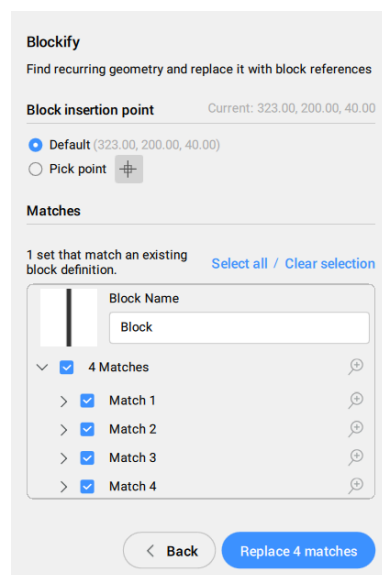 Blockify
Find recurring geometry and replace it with block references
Block insertion point Current: 323.00, 200.00, 40.00
Default (323.00, 200.00, 40.00)
Pick point
Matches
1 set that match an existing
block definition.
Select all / Clear selection
Block Name
Block
4 Matches
Match 1
Match 2
Match 3
Match 4
Back
Replace 4 matches